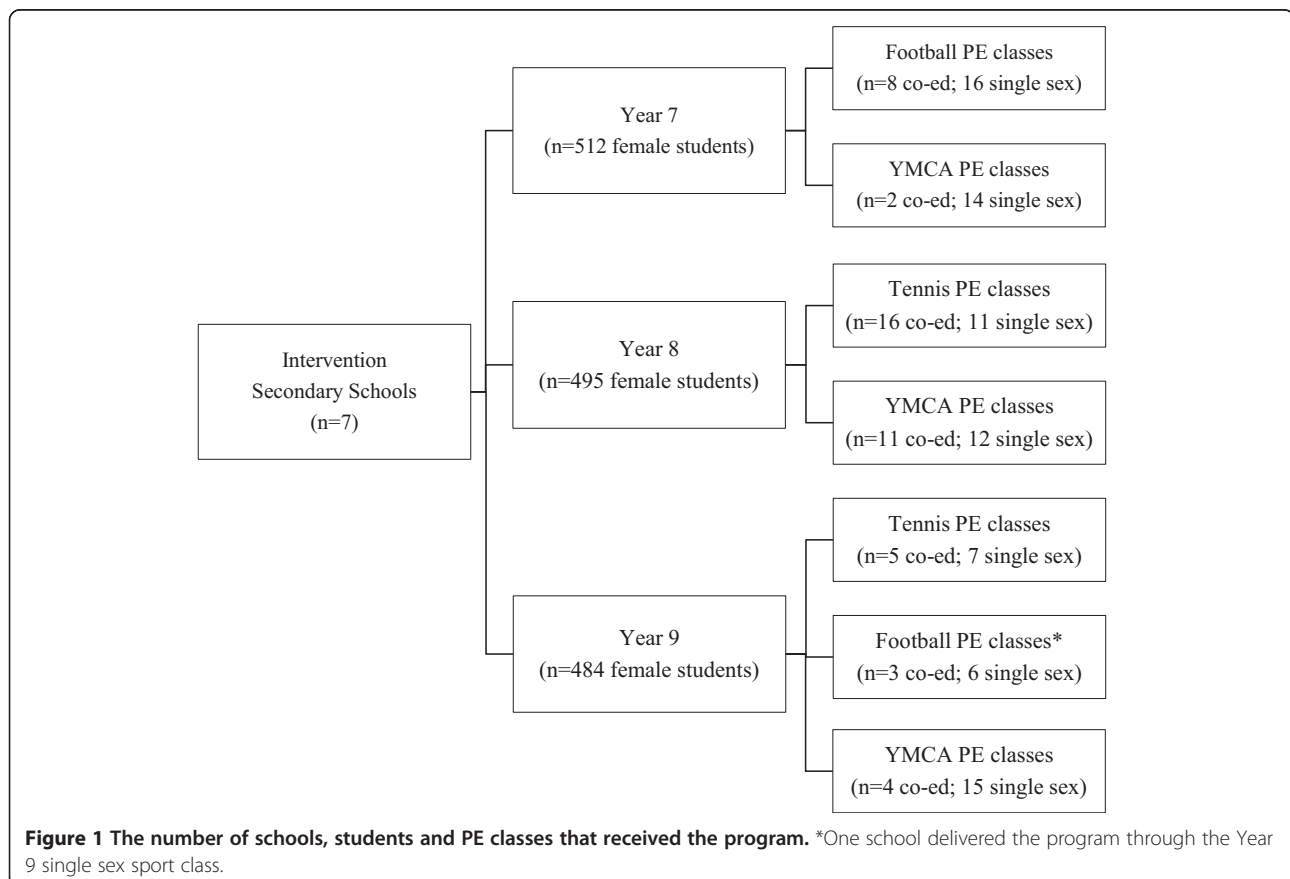 Intervention
Secondary Schools
(n=7)
Year 7
(n=512 female students)
Football PE classes
(n=8 co-ed; 16 single sex)
YMCA PE classes
(n=2 co-ed; 14 single sex)
Year 8
(n=495 female students)
Tennis PE classes
(n=16 co-ed; 11 single sex)
YMCA PE classes
(n=11 co-ed; 12 single sex)
Year 9
(n=484 female students)
Tennis PE classes
(n=5 co-ed; 7 single sex)
Football PE classes*
(n=3 co-ed; 6 single sex)
YMCA PE classes
(n=4 co-ed; 15 single sex)
Figure 1 The number of schools, students and PE classes that received the program. *One school delivered the program through the Year
9 single sex sport class.